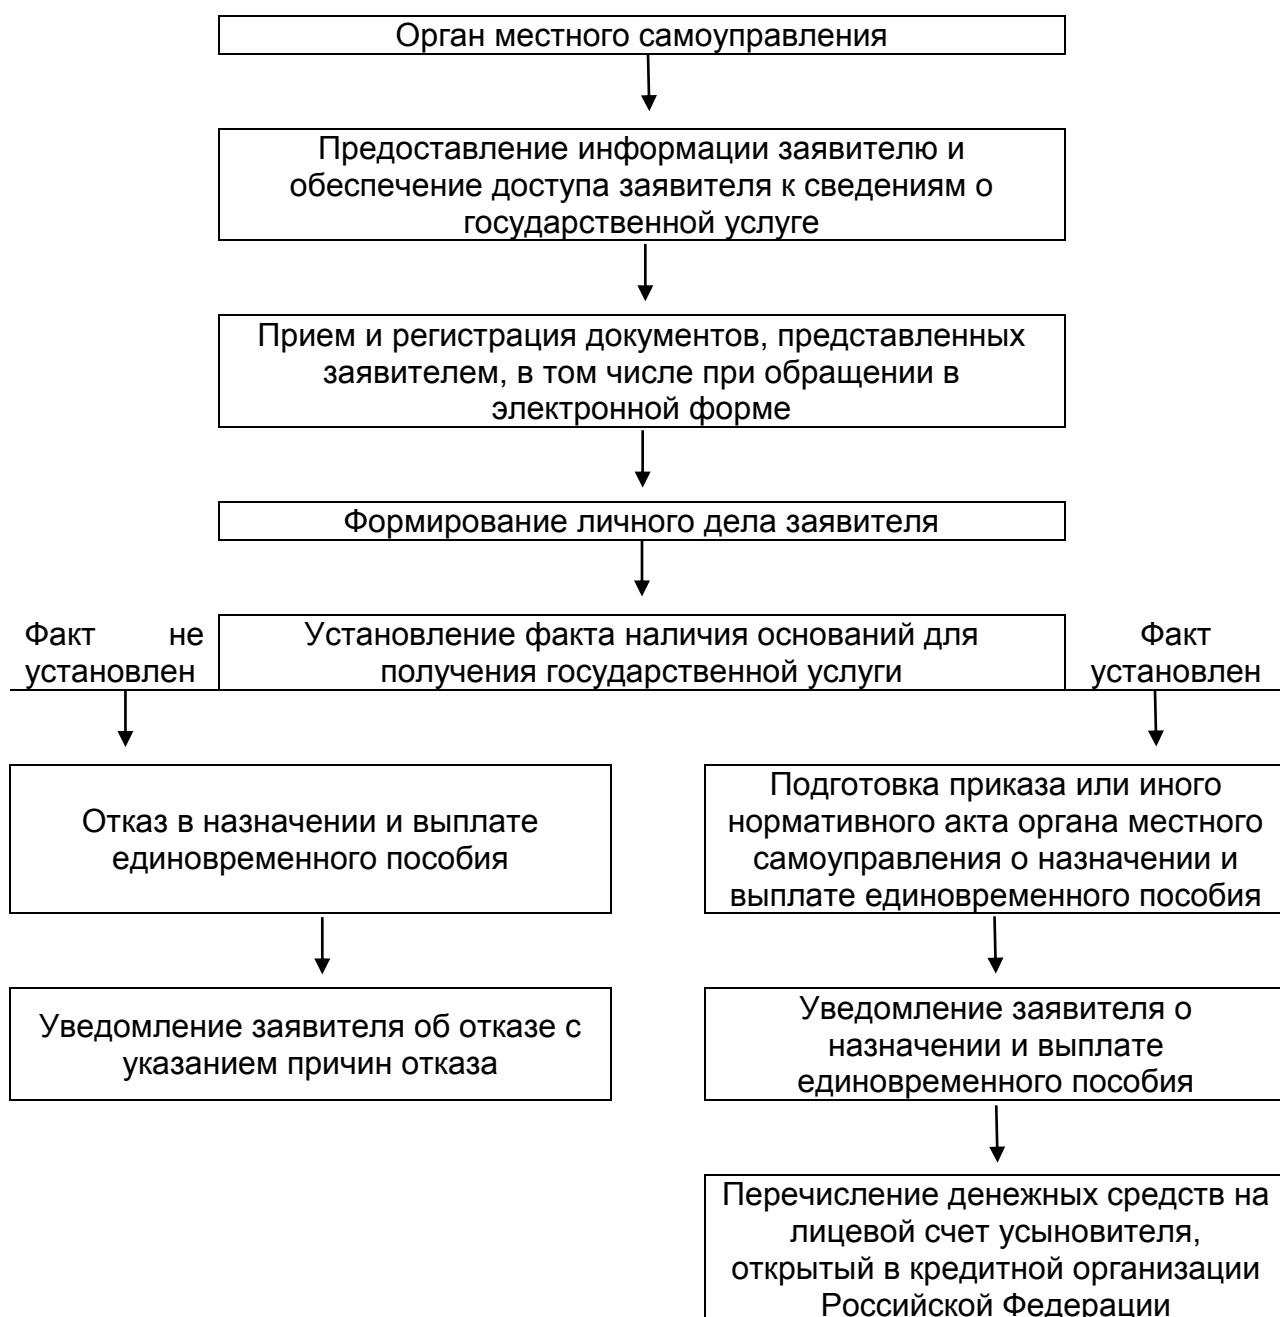 Орган местного самоуправления
Предоставление информации заявителю и
обеспечение доступа заявителя к сведениям о
государственной услуге
Прием и регистрация документов, представленных
заявителем, в том числе при обращении в
электронной форме
Формирование личного дела заявителя
Факт не
установлен
Установление факта наличия оснований для
получения государственной услуги
Факт
установлен
Отказ в назначении и выплате
единовременного пособия
Подготовка приказа или иного
нормативного акта органа местного
самоуправления о назначении и
выплате единовременного пособия
Уведомление заявителя об отказе с
указанием причин отказа
Уведомление заявителя о
назначении и выплате
единовременного пособия
Перечисление денежных средств на
лицевой счет усыновителя,
открытый в кредитной организации
Российской Федерации